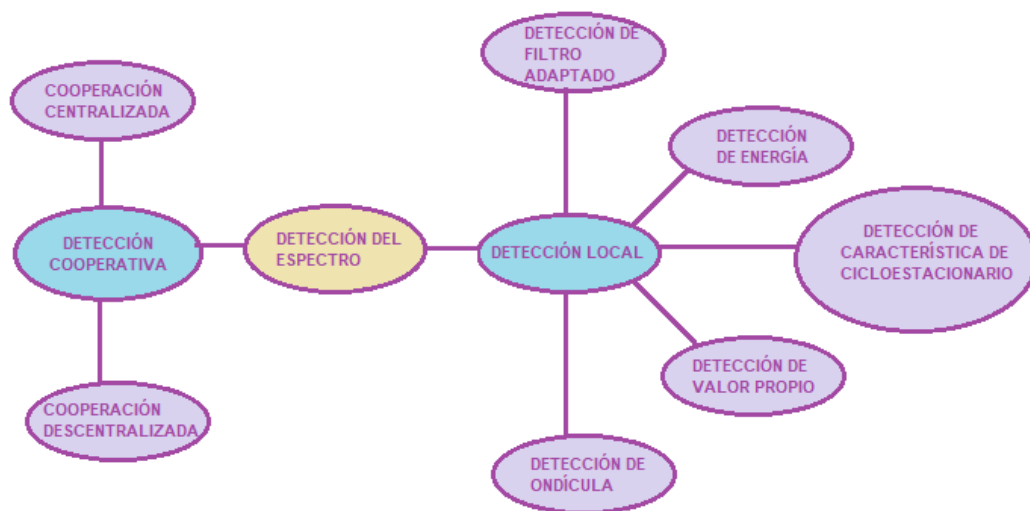 DETECCIÓN DE
FILTRO
ADAPTADO
COOPERACIÓN
CENTRALIZADA
DETECCIÓN
DE ENERGÍA
DETECCIÓN
COOPERATIVA
DETECCIÓN DEL
ESPECTRO
DETECCIÓN LOCAL
DETECCIÓN DE
CARACTERÍSTICA DE
CICLOESTACIONARIO
DETECCIÓN DE
VALOR PROPIO
COOPERACIÓN
DESCENTRALIZADA
DETECCIÓN DE
ONDÍCULA